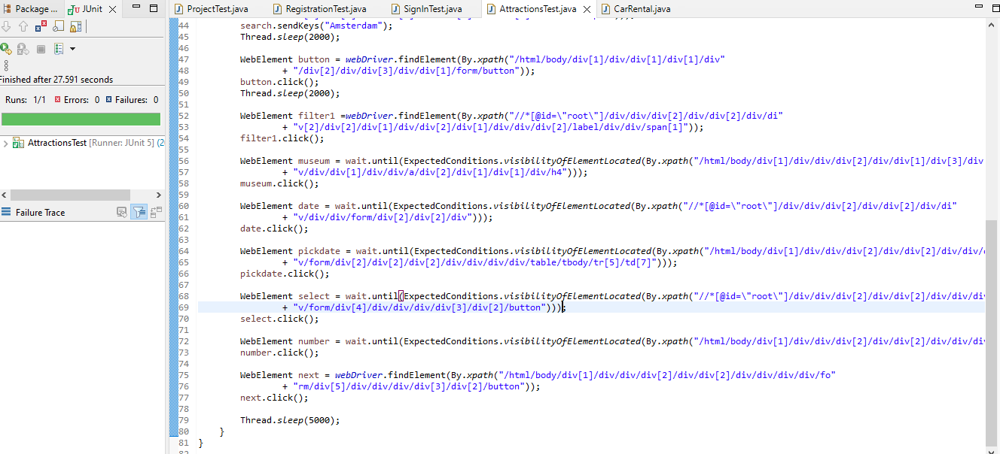 Package ...
JUnit
ProjectTest.java
RegistrationTest.java
SignInTest.java
AttractionsTest.java
CarRental.java
Finished after 27.591 seconds
Runs: 1/1 Errors: 0 Failures: 0
AttractionsTest [Runner: JUnit 5] (2
Failure Trace
44 search.sendKeys("Amsterdam");
45 Thread.sleep(2000);
46
47 WebElement button = webDriver.findElement(By.xpath("/html/body/div[1]/div/div[1]/div[1]/div"
48 + "/div[2]/div/div[3]/div/div[1]/form/button"));
49 button.click();
50 Thread.sleep(2000);
51
52 WebElement filter1 =webDriver.findElement(By.xpath("//*[@id=\"root\"]/div/div/div[2]/div/div[2]/div/di"
53 + "v[2]/div/div[2]/div[1]/div/div[2]/div[1]/div/div/div[2]/label/div/div/span[1]"));
54 filter1.click();
55
56 WebElement museum = wait.until(ExpectedConditions.visibilityOfElementLocated(By.xpath("/html/body/div[1]/div/div/div[2]/div/div[1]/div[3]/div
57 + "v/div/div[1]/div/div/a/div[2]/div[1]/div[1]/div/h4")));
58 museum.click();
59
60 WebElement date = wait.until(ExpectedConditions.visibilityOfElementLocated(By.xpath("//*[@id=\"root\"]/div/div/div[2]/div/div[2]/div/di"
61 + "v/div/div/form/div[2]/div[2]/div")));
62 date.click();
63
64 WebElement pickdate = wait.until(ExpectedConditions.visibilityOfElementLocated(By.xpath("/html/body/div[1]/div/div/div[2]/div/div[2]/div/div/
65 + "v/form/div[2]/div[2]/div[2]/div/div/div/div/table/tbody/tr[5]/td[7]")));
66 pickdate.click();
67
68 WebElement select = wait.until(ExpectedConditions.visibilityOfElementLocated(By.xpath("//*[@id=\"root\"]/div/div/div[2]/div/div[2]/div/div/di
69 + "v/form/div[4]/div/div/div/div[3]/div[2]/button")));
70 select.click();
71
72 WebElement number = wait.until(ExpectedConditions.visibilityOfElementLocated(By.xpath("/html/body/div[1]/div/div/div[2]/div/div[2]/div/div/di
73 number.click();
74
75 WebElement next = webDriver.findElement(By.xpath("/html/body/div[1]/div/div/div[2]/div/div[2]/div/div/div/div/fo"
76 + "rm/div[5]/div/div/div/div[3]/div[2]/button"));
77 next.click();
78
79 Thread.sleep(5000);
80 }
81 }